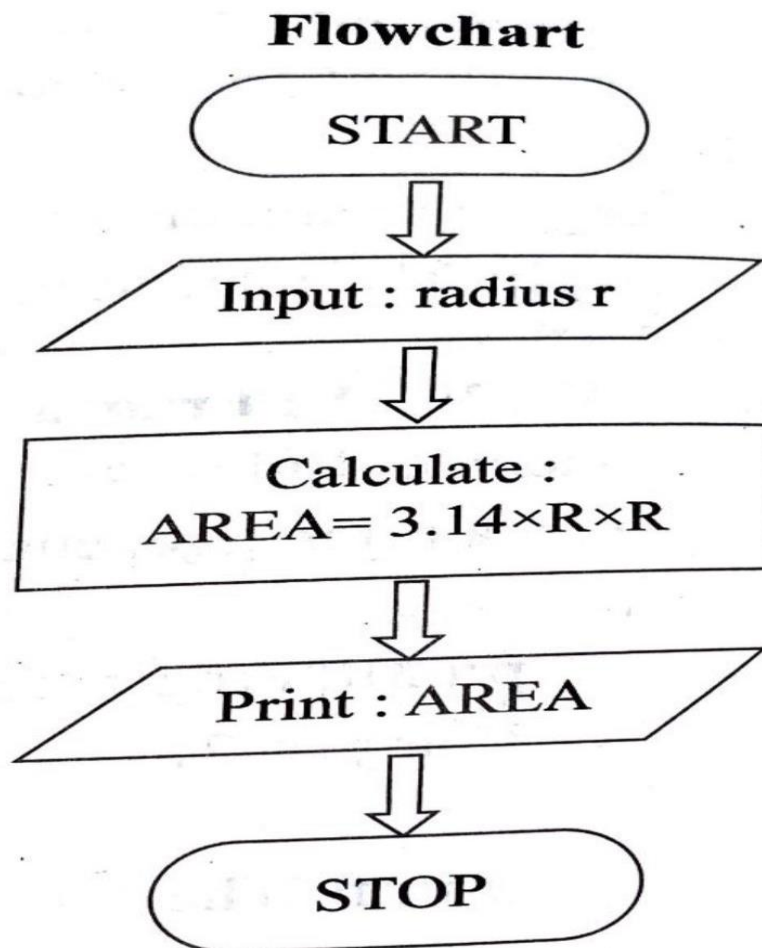 Flowchart
START
Input : radius r
Calculate :
AREA= 3.14×R×R
Print : AREA
STOP